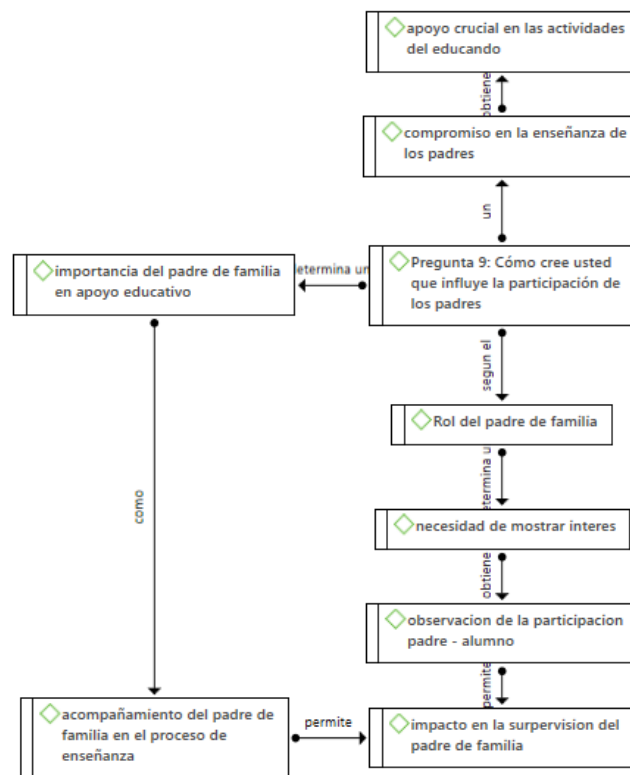 apoyo crucial en las actividades
del educando
obtiene
compromiso en la enseñanza de
los padres
un
importancia del padre de familia
en apoyo educativo
etermina un
Pregunta 9: Cómo cree usted
que influye la participación de
los padres
segun el
Rol del padre de familia
etermina u
necesidad de mostrar interes
obtiene
observacion de la participacion
padre - alumno
como
permite
acompañamiento del padre de
familia en el proceso de
enseñanza
permite
impacto en la surpervision del
padre de familia